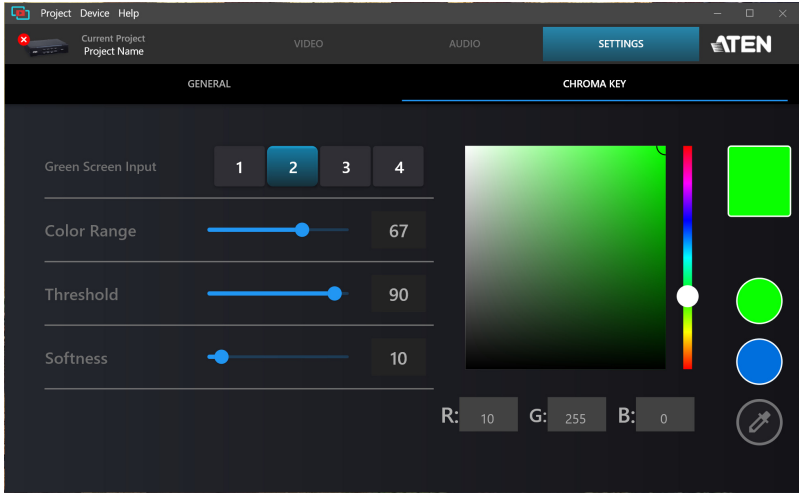 Project Device Help
Current Project
Project Name
VIDEO
AUDIO
SETTINGS
ATEN
GENERAL
CHROMA KEY
Green Screen Input
1
2
3
4
Color Range
67
Threshold
90
Softness
10
R: 10 G: 255 B: 0